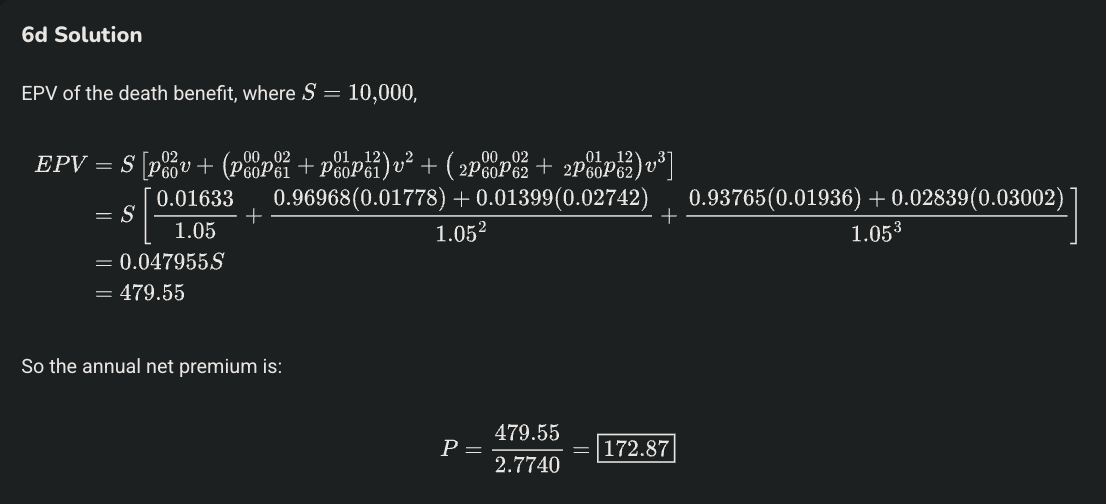 6d Solution
EPV of the death benefit, where $S = 10{,}000$,
$EPV = S\left[p_{60}^{02}v + \left(p_{60}^{00}p_{61}^{02} + p_{60}^{01}p_{61}^{12}\right)v^2 + \left({}_2p_{60}^{00}p_{62}^{02} + {}_2p_{60}^{01}p_{62}^{12}\right)v^3\right]$
$= S\left[\frac{0.01633}{1.05} + \frac{0.96968(0.01778) + 0.01399(0.02742)}{1.05^2} + \frac{0.93765(0.01936) + 0.02839(0.03002)}{1.05^3}\right]$
$= 0.047955S$
$= 479.55$
So the annual net premium is:
$P = \frac{479.55}{2.7740} = \boxed{172.87}$